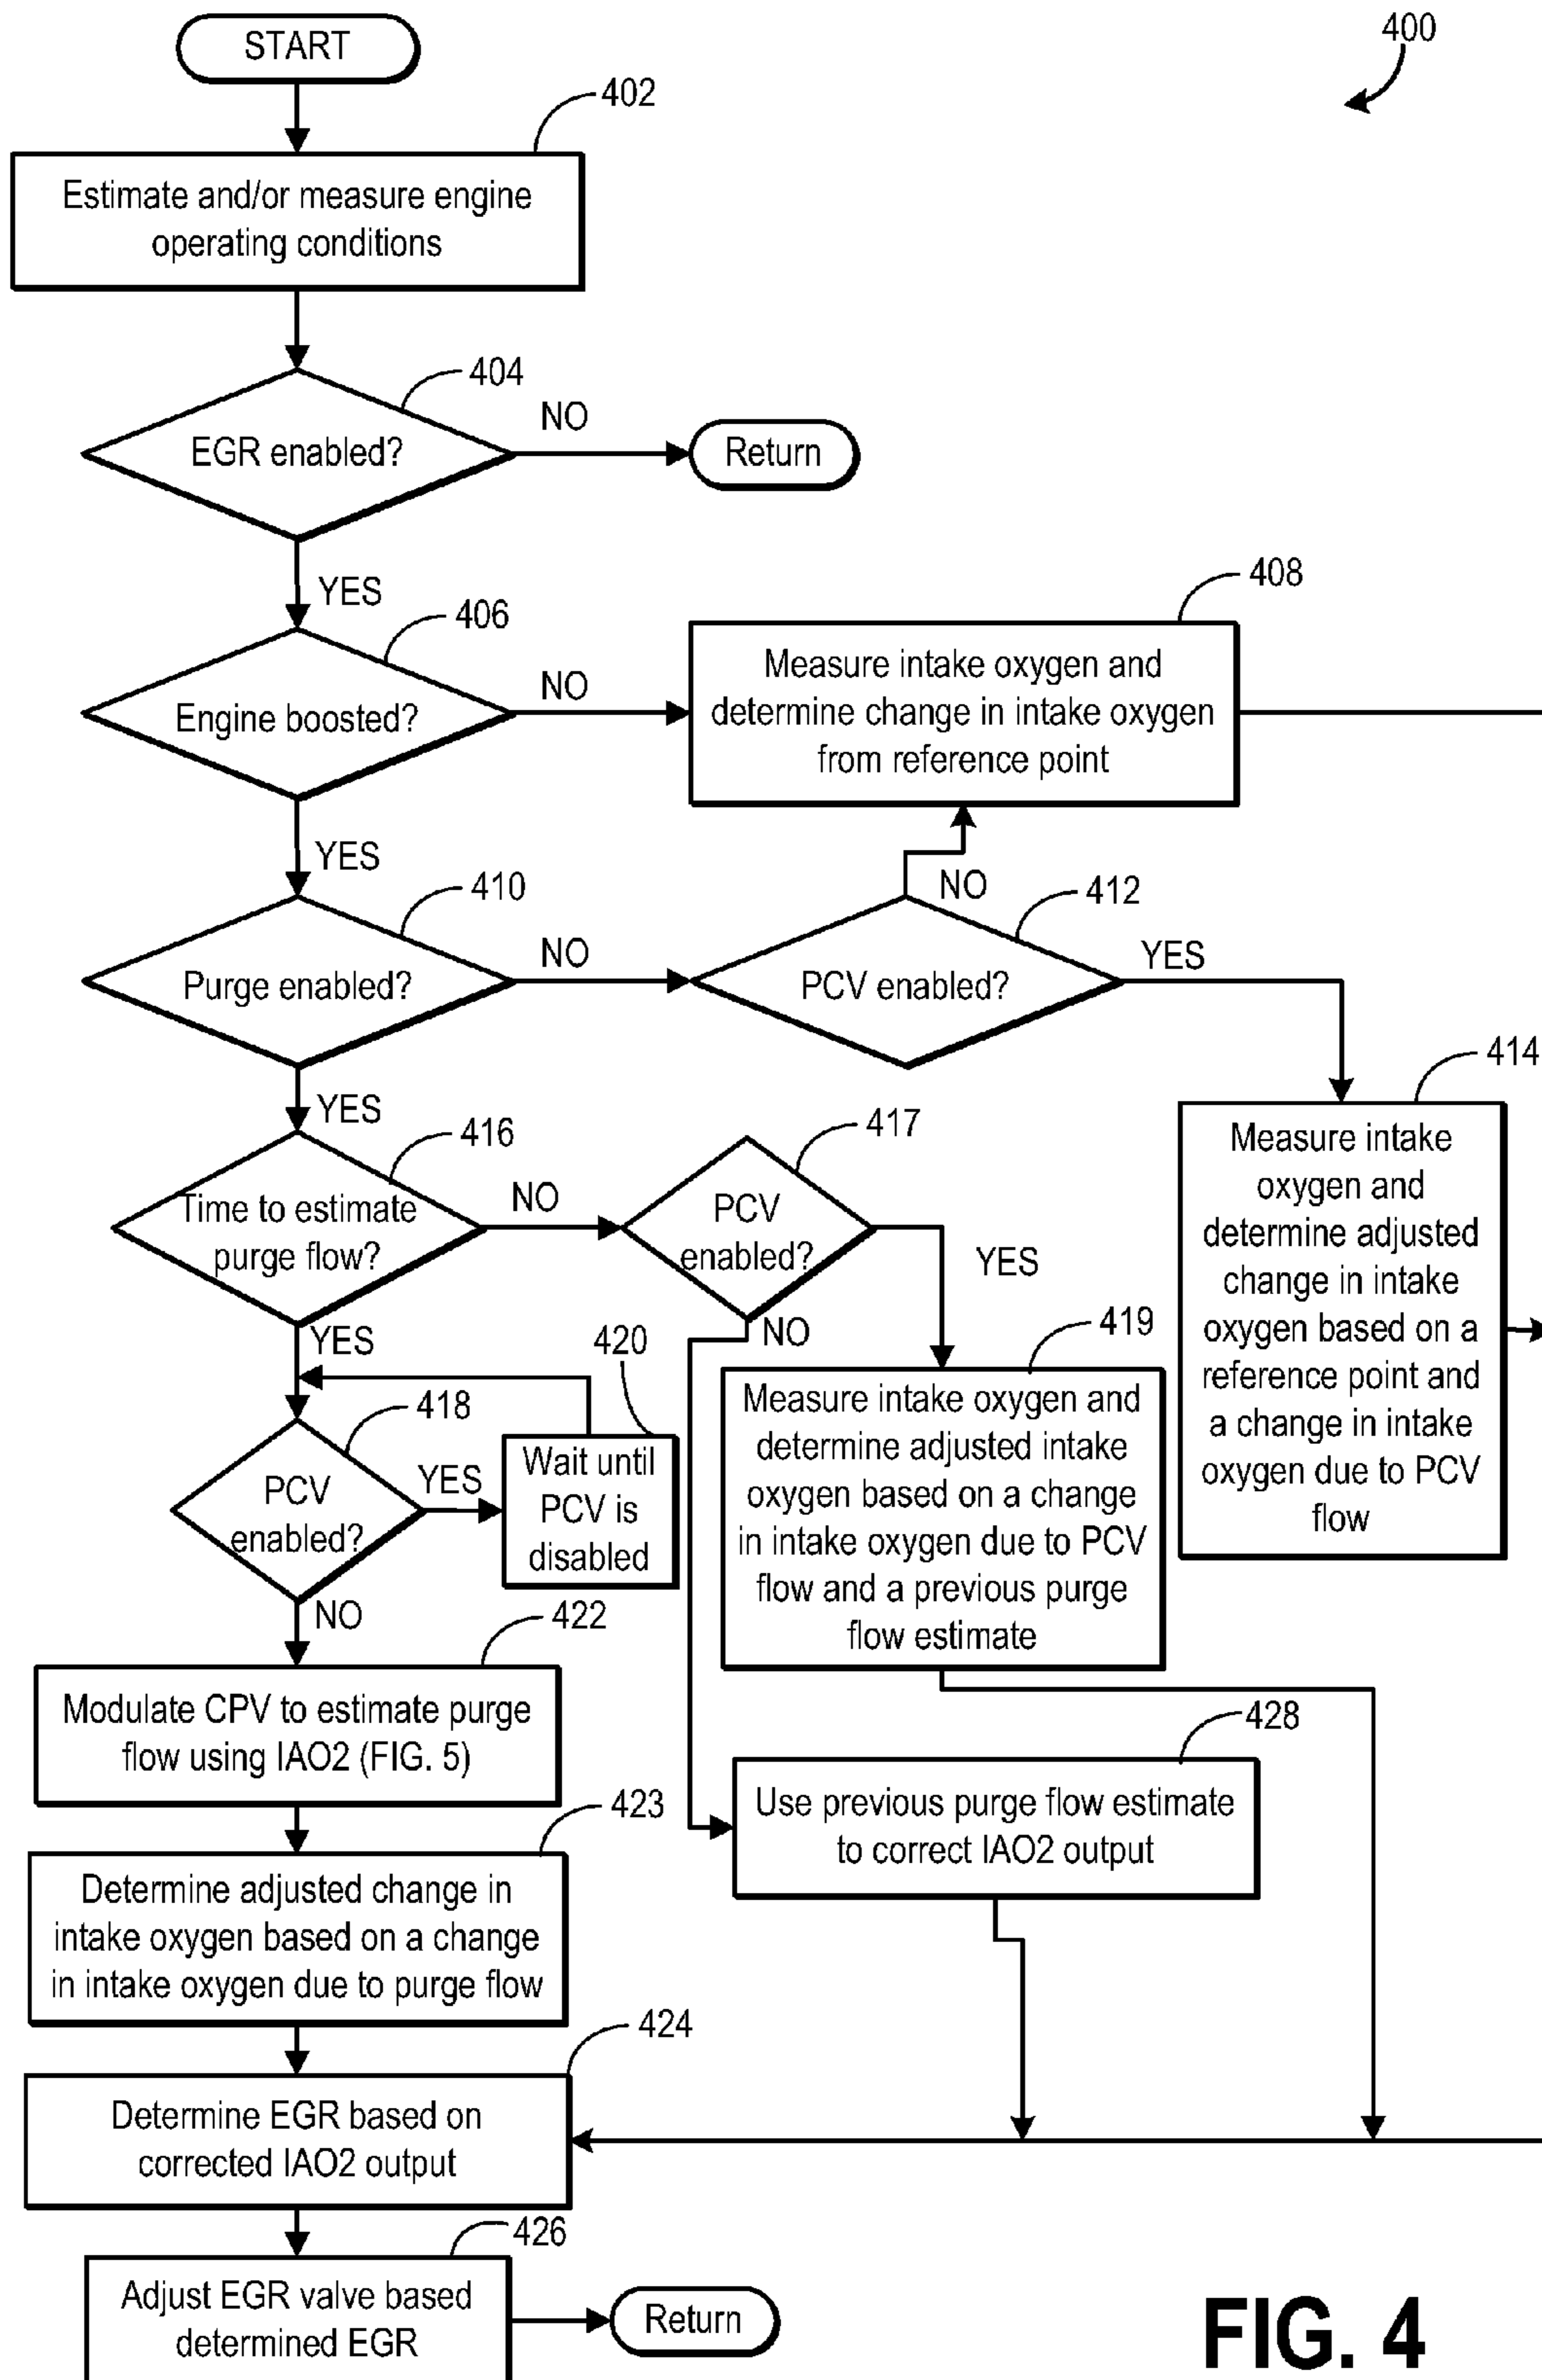 START
400
402
Estimate and/or measure engine
operating conditions
404
EGR enabled?
NO
Return
YES
406
Engine boosted?
NO
408
Measure intake oxygen and
determine change in intake oxygen
from reference point
YES
410
Purge enabled?
NO
NO
412
PCV enabled?
YES
414
Measure intake
oxygen and
determine adjusted
change in intake
oxygen based on a
reference point and
a change in intake
oxygen due to PCV
flow
YES
416
Time to estimate
purge flow?
NO
417
PCV
enabled?
YES
NO
419
Measure intake oxygen and
determine adjusted intake
oxygen based on a change
in intake oxygen due to PCV
flow and a previous purge
flow estimate
YES
418
PCV
enabled?
YES
420
Wait until
PCV is
disabled
NO
422
Modulate CPV to estimate purge
flow using IAO2 (FIG. 5)
428
Use previous purge flow estimate
to correct IAO2 output
423
Determine adjusted change in
intake oxygen based on a change
in intake oxygen due to purge flow
424
Determine EGR based on
corrected IAO2 output
426
Adjust EGR valve based
determined EGR
Return
FIG. 4